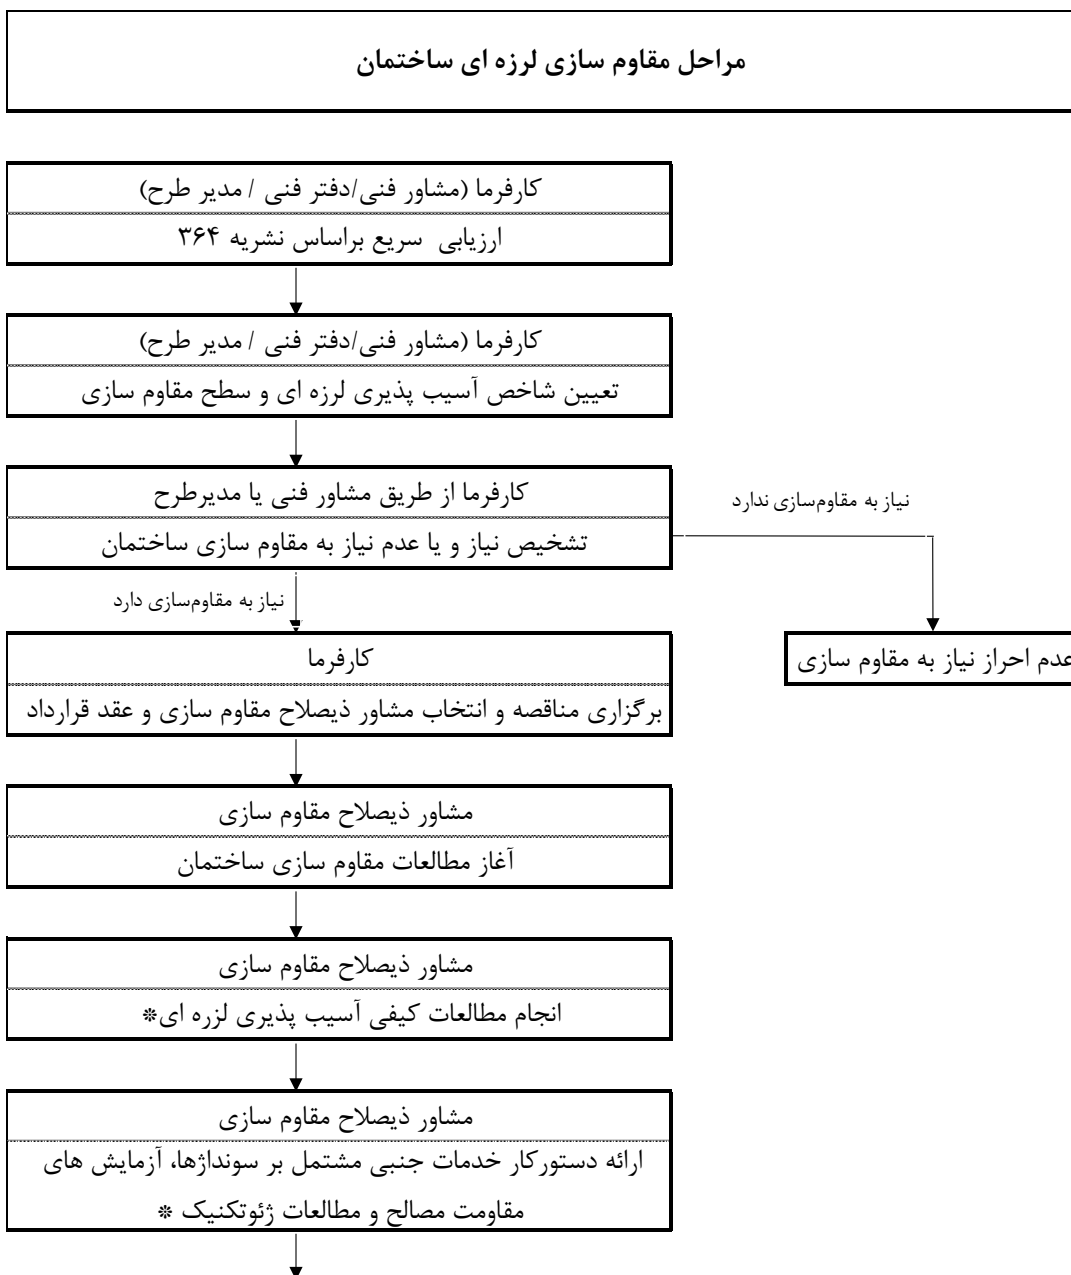 مراحل مقاوم سازی لرزه ای ساختمان
کارفرما (مشاور فنی/دفتر فنی / مدیر طرح)
ارزیابی سریع براساس نشریه ۳۶۴
کارفرما (مشاور فنی/دفتر فنی / مدیر طرح)
تعیین شاخص آسیب پذیری لرزه ای و سطح مقاوم سازی
کارفرما از طریق مشاور فنی یا مدیرطرح
تشخیص نیاز و یا عدم نیاز به مقاوم سازی ساختمان
نیاز به مقاوم‌سازی ندارد
نیاز به مقاوم‌سازی دارد
عدم احراز نیاز به مقاوم سازی
کارفرما
برگزاری مناقصه و انتخاب مشاور ذیصلاح مقاوم سازی و عقد قرارداد
مشاور ذیصلاح مقاوم سازی
آغاز مطالعات مقاوم سازی ساختمان
مشاور ذیصلاح مقاوم سازی
انجام مطالعات کیفی آسیب پذیری لزره ای*
مشاور ذیصلاح مقاوم سازی
ارائه دستورکار خدمات جنبی مشتمل بر سونداژها، آزمایش های
مقاومت مصالح و مطالعات ژئوتکنیک *